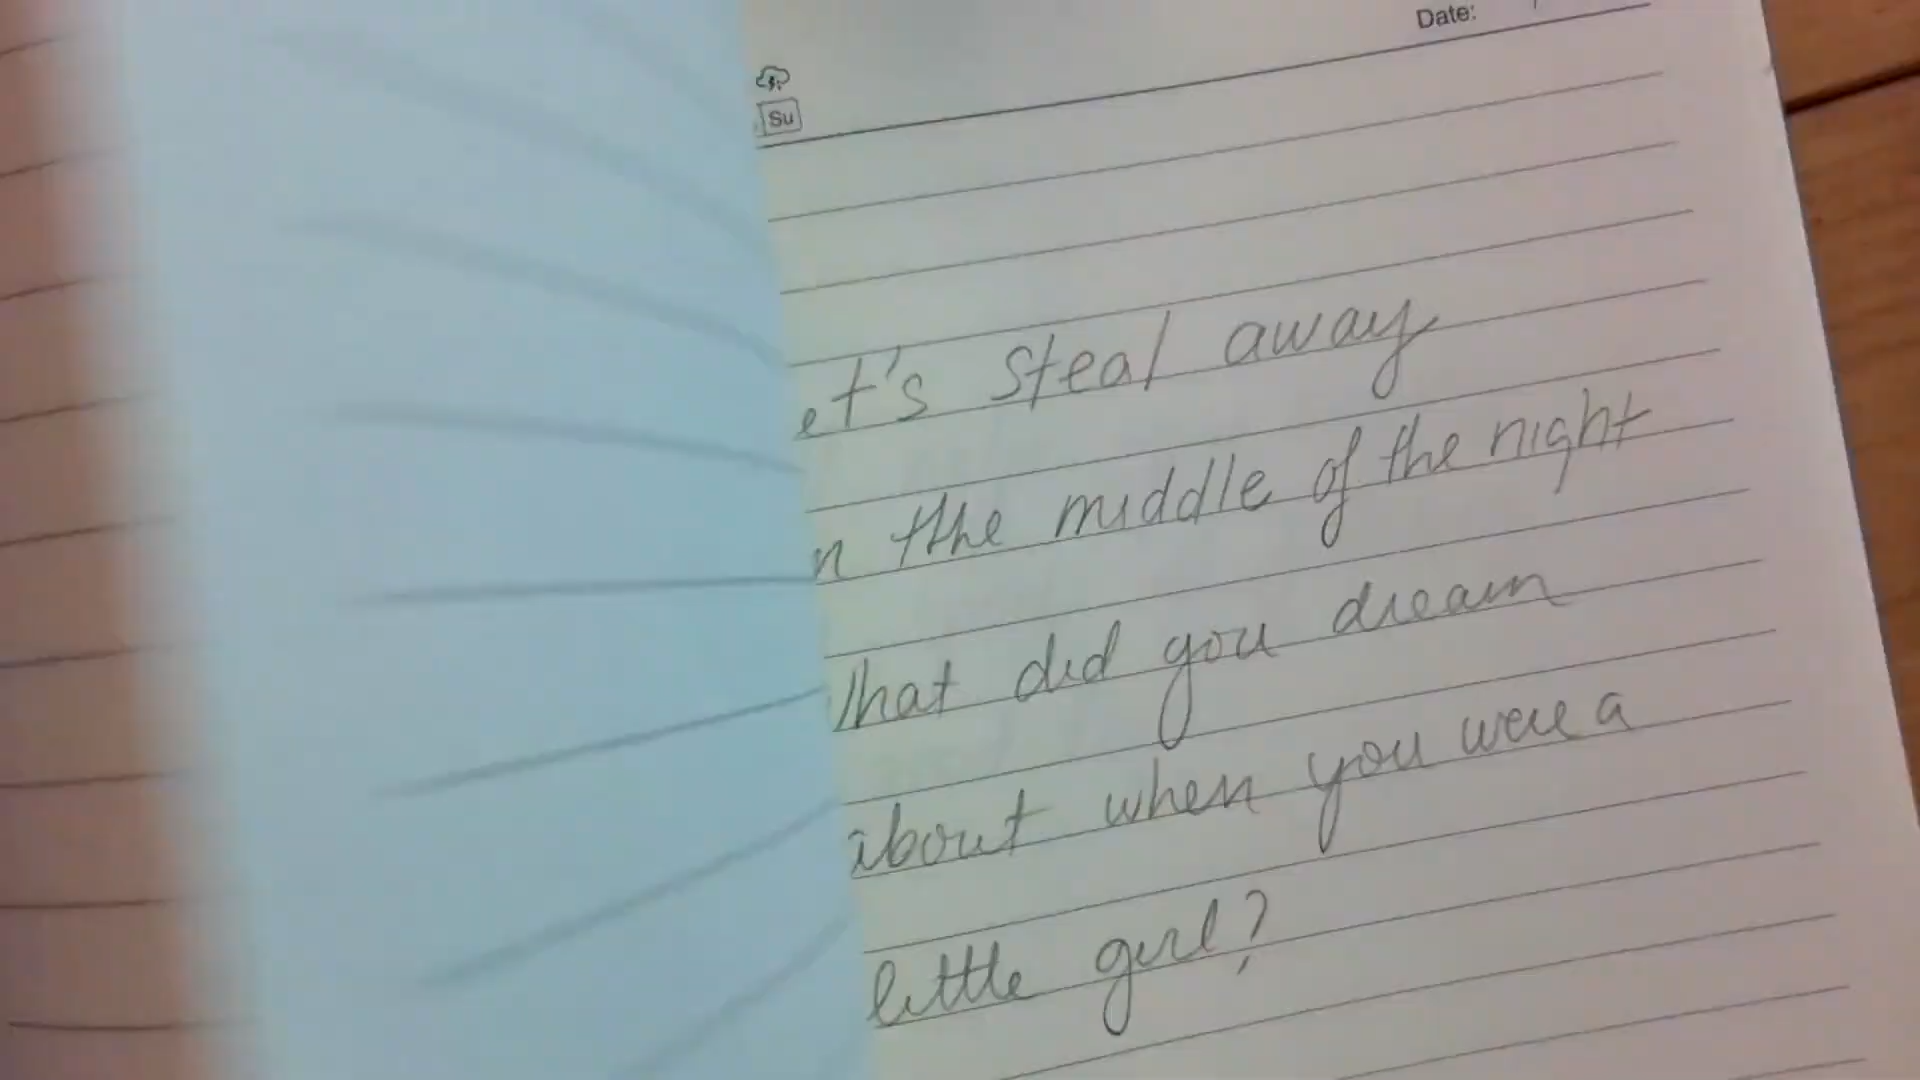 Date:
Su
et's steal away
n the middle of the night
hat did you dream
about when you were a
little girl?